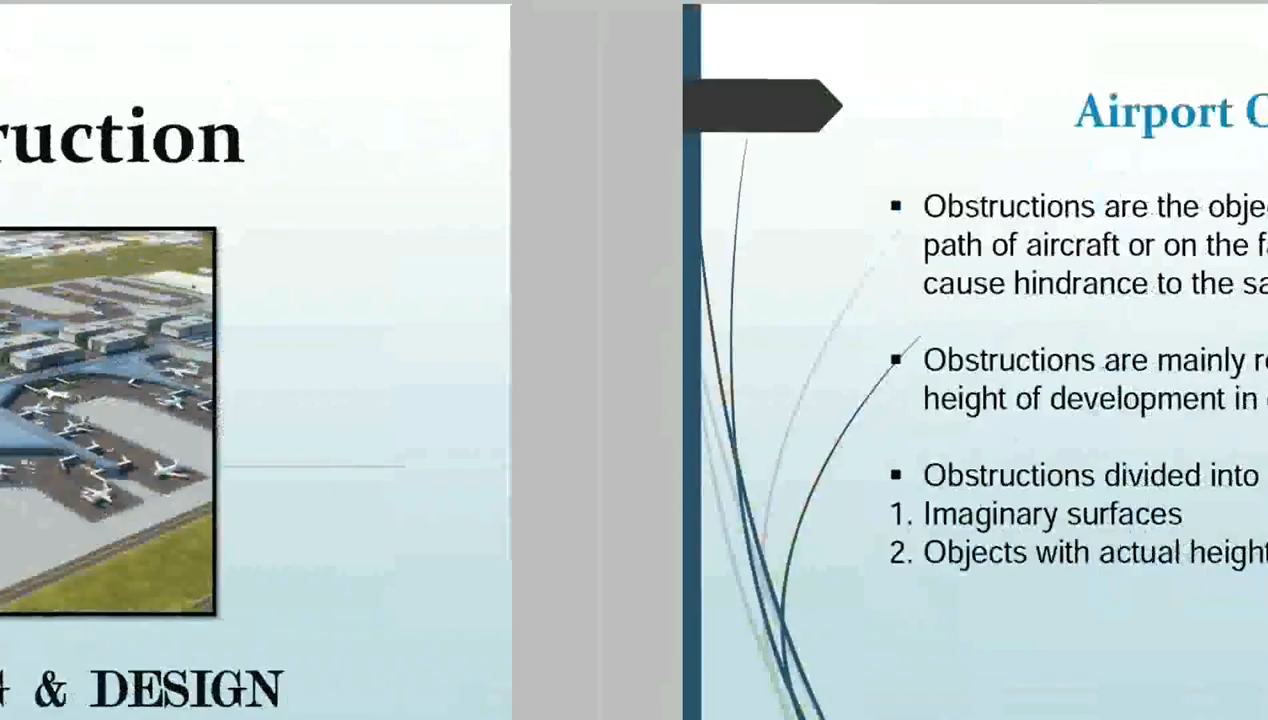 ruction
& DESIGN
Airport
Obstructions are the obje
path of aircraft or on the
cause hindrance to the sa
Obstructions are mainly
height of development in
Obstructions divided into
1. Imaginary surfaces
2. Objects with actual height